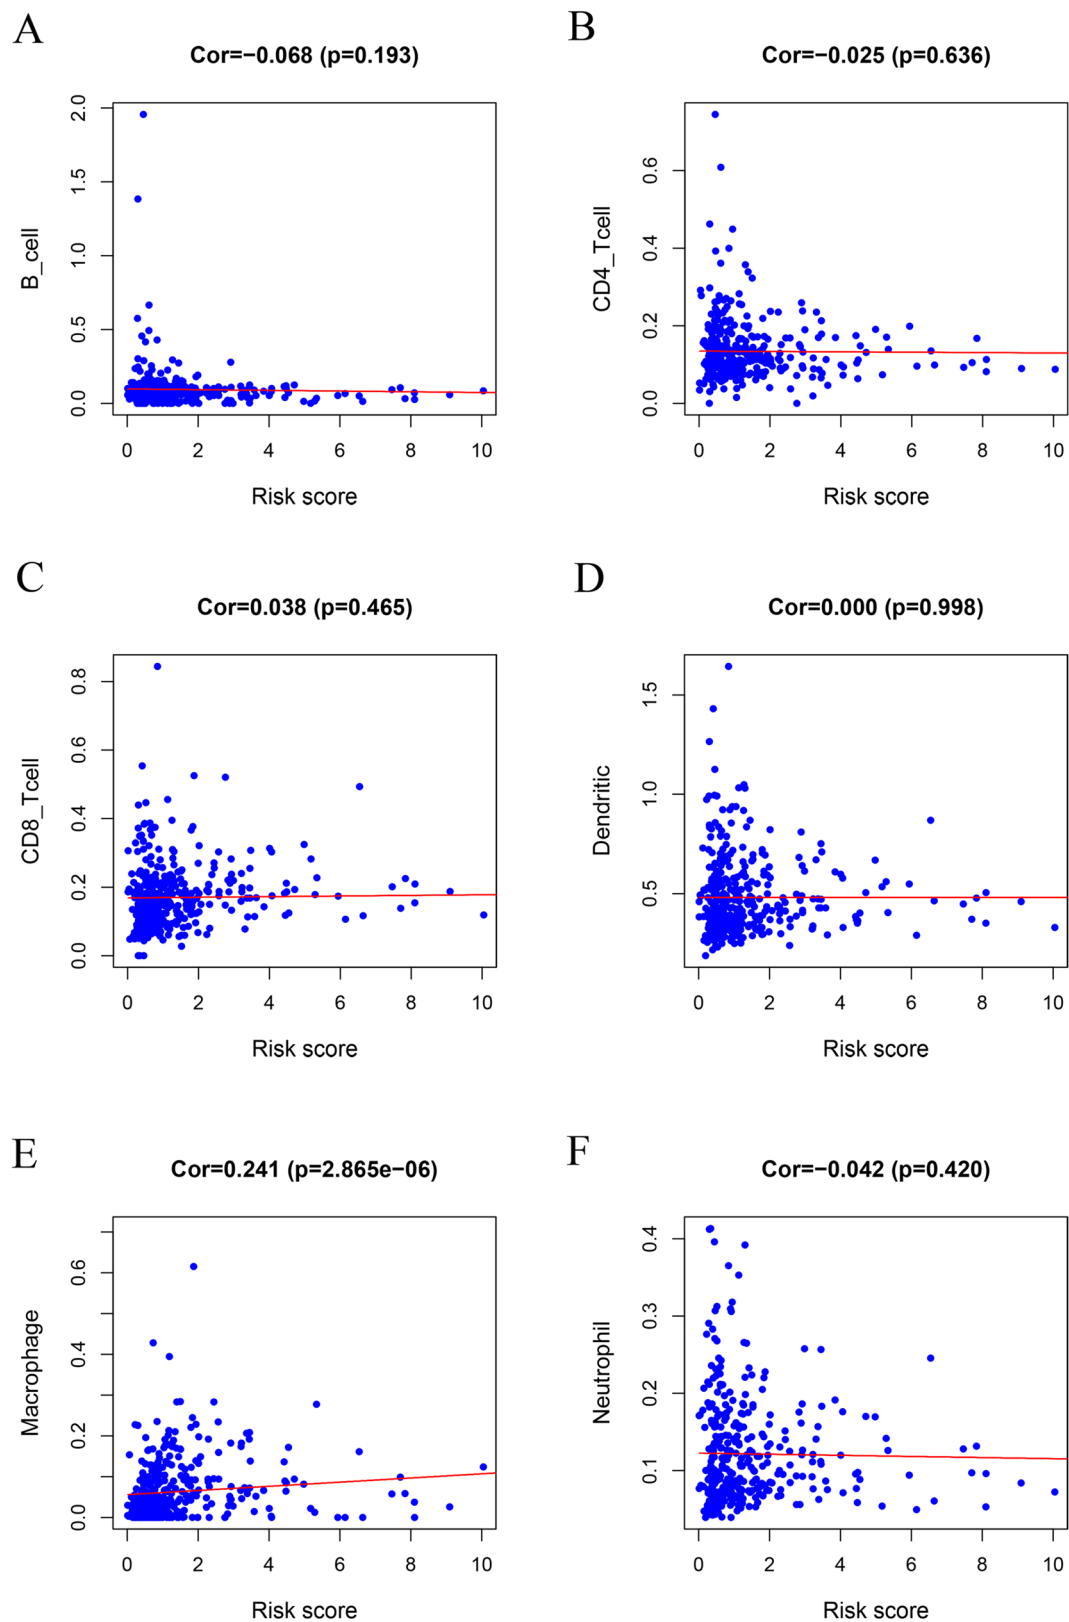 A
Cor=−0.068 (p=0.193)
B_cell
0.0 0.5 1.0 1.5 2.0
0 2 4 6 8 10
Risk score
B
Cor=−0.025 (p=0.636)
CD4_Tcell
0.0 0.2 0.4 0.6
0 2 4 6 8 10
Risk score
C
Cor=0.038 (p=0.465)
CD8_Tcell
0.0 0.2 0.4 0.6 0.8
0 2 4 6 8 10
Risk score
D
Cor=0.000 (p=0.998)
Dendritic
0.5 1.0 1.5
0 2 4 6 8 10
Risk score
E
Cor=0.241 (p=2.865e−06)
Macrophage
0.0 0.2 0.4 0.6
0 2 4 6 8 10
Risk score
F
Cor=−0.042 (p=0.420)
Neutrophil
0.1 0.2 0.3 0.4
0 2 4 6 8 10
Risk score